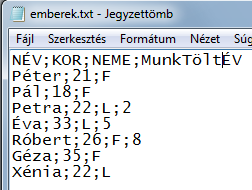 emberek.txt - Jegyzettömb
Fájl Szerkesztés Formátum Nézet Súg
NÉV;KOR;NEME;MunkTöltÉV
Péter;21;F
Pál;18;F
Petra;22;L;2
Éva;33;L;5
Róbert;26;F;8
Géza;35;F
Xénia;22;L